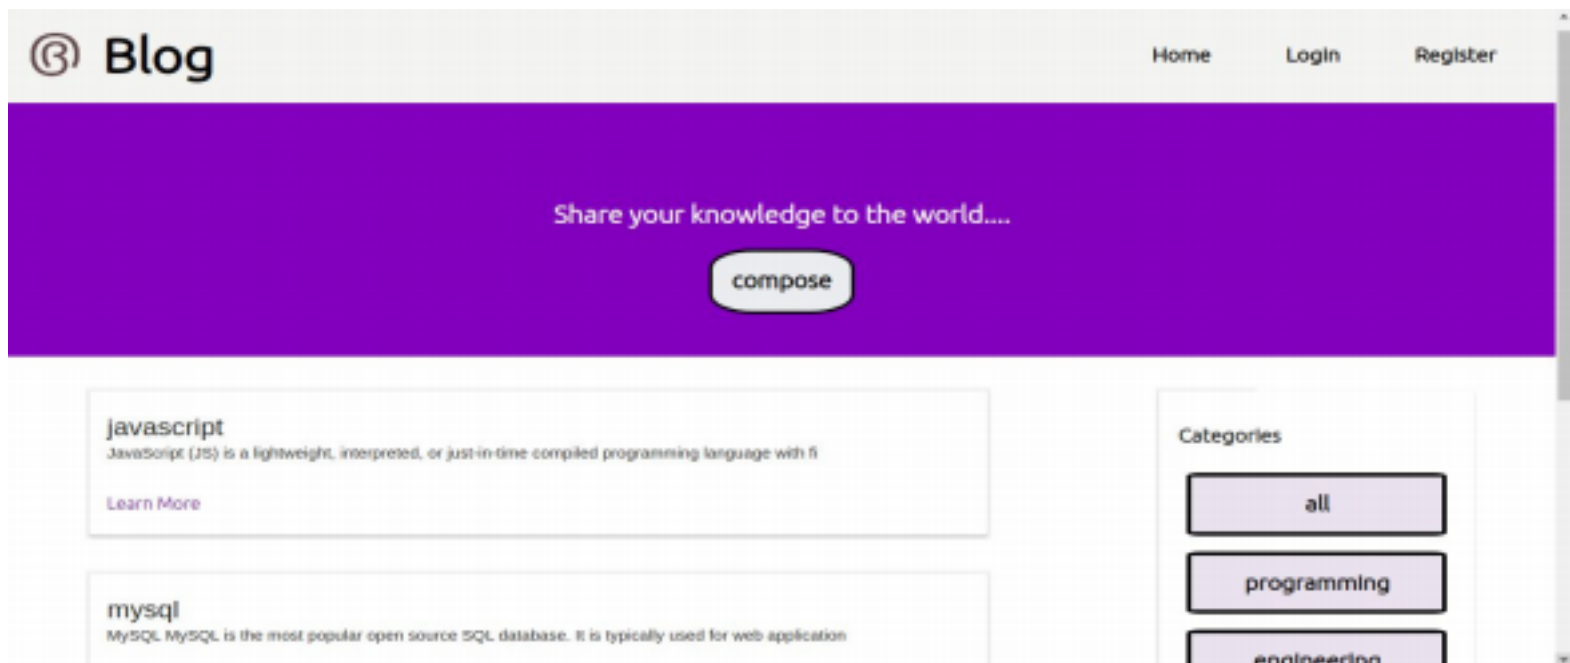 Blog
Home Login Register
Share your knowledge to the world....
compose
javascript
JavaScript (JS) is a lightweight, interpreted, or just-in-time compiled programming language with fi
Learn More
mysql
MySQL MySQL is the most popular open source SQL database. It is typically used for web application
Categories
all
programming
engineering